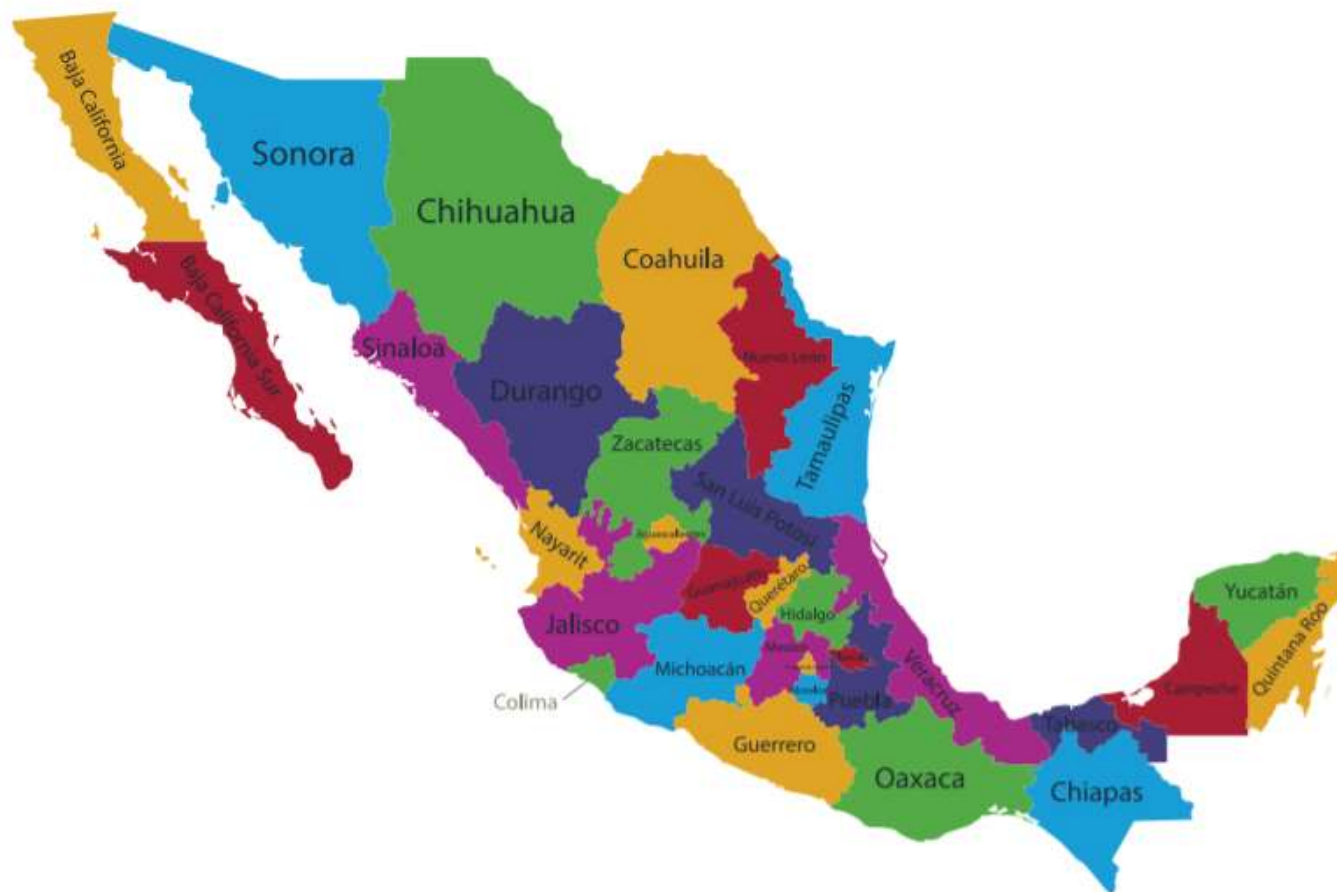 Baja California
Sonora
Chihuahua
Coahuila
Baja California Sur
Sinaloa
Nuevo León
Durango
Tamaulipas
Zacatecas
San Luis Potosí
Aguascalientes
Nayarit
Guanajuato
Querétaro
Hidalgo
Yucatán
Jalisco
Quintana Roo
Michoacán
Veracruz
Campeche
Colima
Puebla
Tabasco
Guerrero
Oaxaca
Chiapas